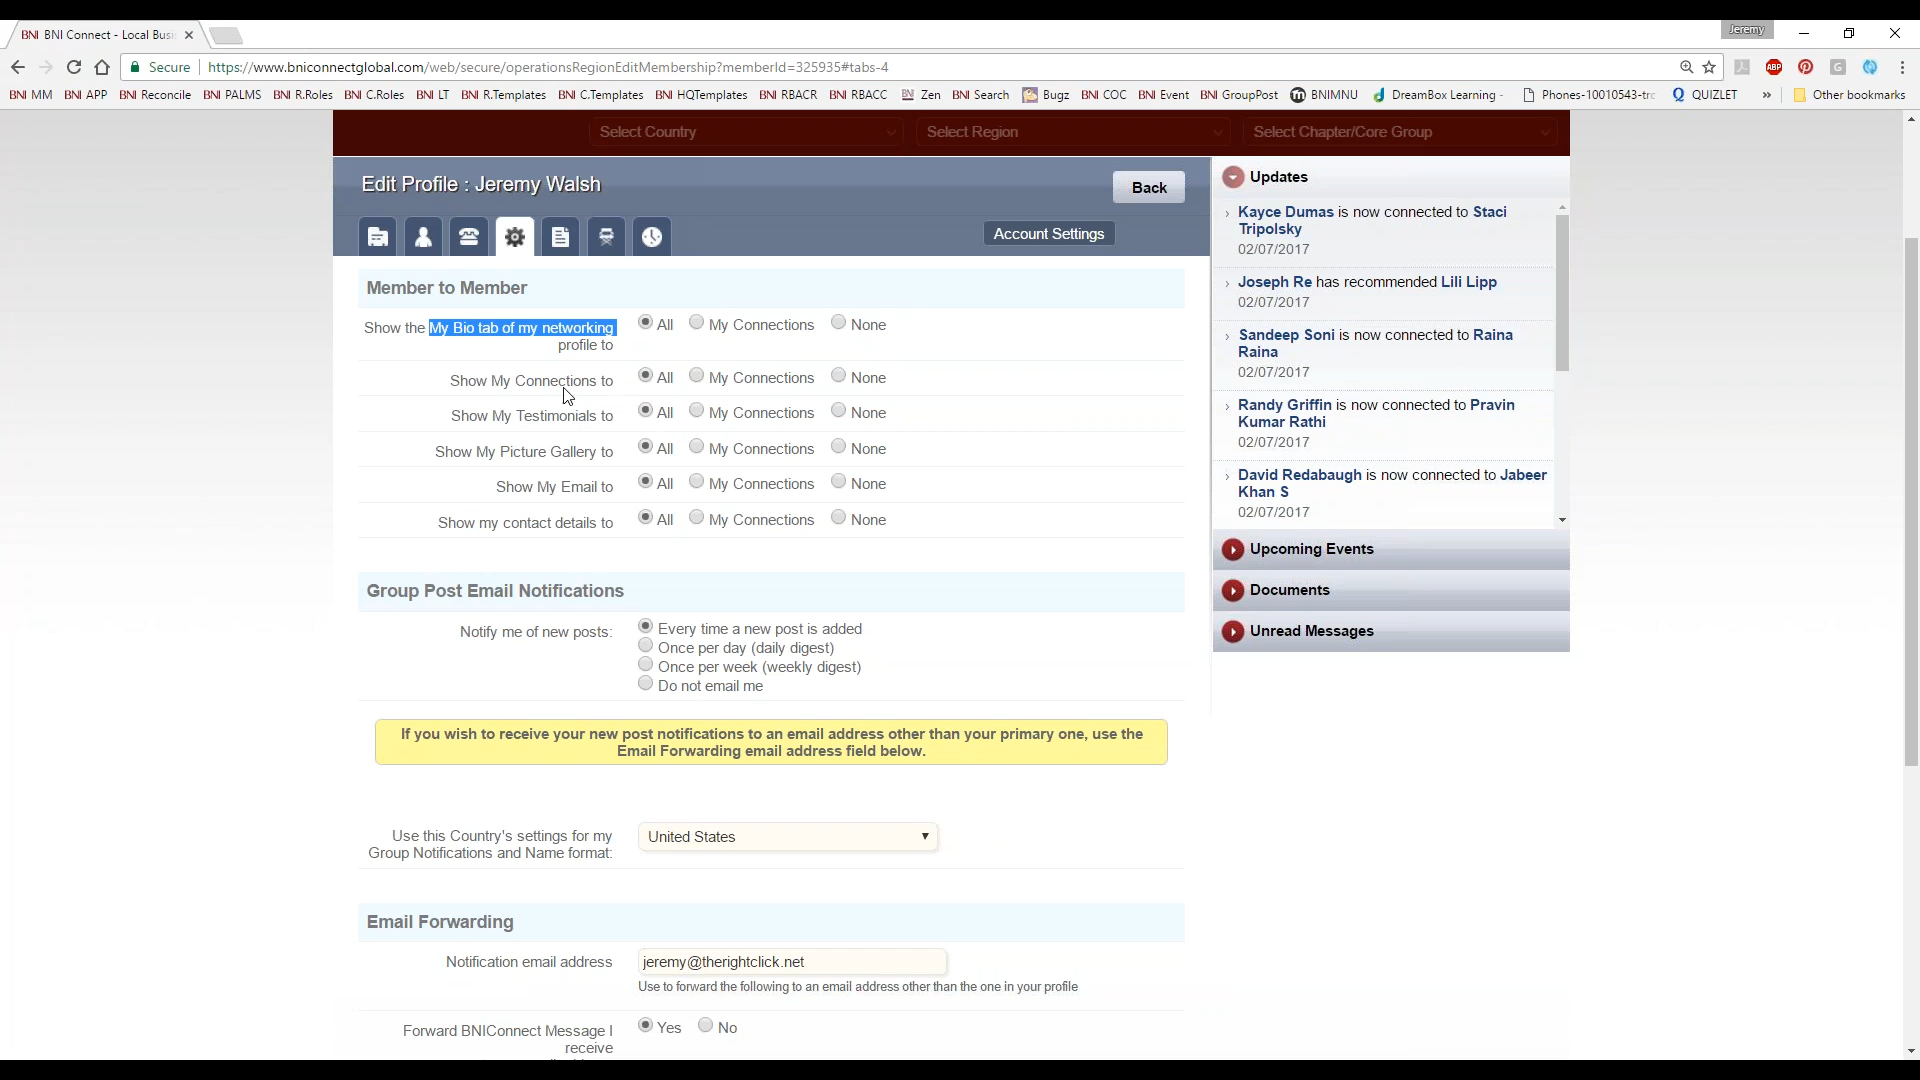 BNI BNI Connect - Local Busi
Jeremy
Secure https://www.bniconnectglobal.com/web/secure/operationsRegionEditMembership?memberId=325935#tabs-4
BNI MM BNI APP BNI Reconcile BNI PALMS BNI R.Roles BNI C.Roles BNI LT BNI R.Templates BNI C.Templates BNI HQTemplates BNI RBACR BNI RBACC BNI Zen BNI Search Bugz BNI COC BNI Event BNI GroupPost BNIMNU DreamBox Learning - Phones-10010543-trc QUIZLET » Other bookmarks
Select Country Select Region Select Chapter/Core Group
Edit Profile : Jeremy Walsh
Back
Account Settings
Member to Member
Show the My Bio tab of my networking
profile to
All My Connections None
Show My Connections to All My Connections None
Show My Testimonials to All My Connections None
Show My Picture Gallery to All My Connections None
Show My Email to All My Connections None
Show my contact details to All My Connections None
Group Post Email Notifications
Notify me of new posts: Every time a new post is added
Once per day (daily digest)
Once per week (weekly digest)
Do not email me
If you wish to receive your new post notifications to an email address other than your primary one, use the
Email Forwarding email address field below.
Use this Country's settings for my
Group Notifications and Name format:
United States
Email Forwarding
Notification email address jeremy@therightclick.net
Use to forward the following to an email address other than the one in your profile
Forward BNIConnect Message I
receive
Yes No
Updates
Kayce Dumas is now connected to Staci
Tripolsky
02/07/2017
Joseph Re has recommended Lili Lipp
02/07/2017
Sandeep Soni is now connected to Raina
Raina
02/07/2017
Randy Griffin is now connected to Pravin
Kumar Rathi
02/07/2017
David Redabaugh is now connected to Jabeer
Khan S
02/07/2017
Upcoming Events
Documents
Unread Messages